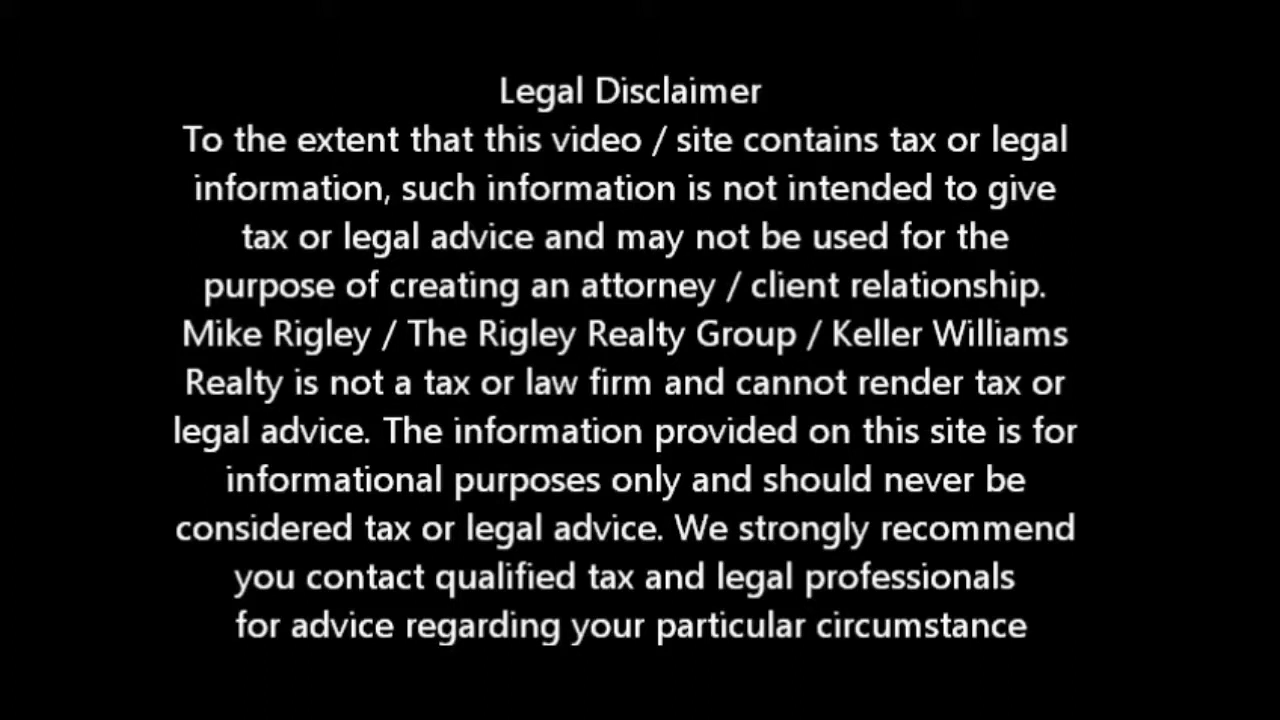 Legal Disclaimer
To the extent that this video / site contains tax or legal
information, such information is not intended to give
tax or legal advice and may not be used for the
purpose of creating an attorney / client relationship.
Mike Rigley / The Rigley Realty Group / Keller Williams
Realty is not a tax or law firm and cannot render tax or
legal advice. The information provided on this site is for
informational purposes only and should never be
considered tax or legal advice. We strongly recommend
you contact qualified tax and legal professionals
for advice regarding your particular circumstance